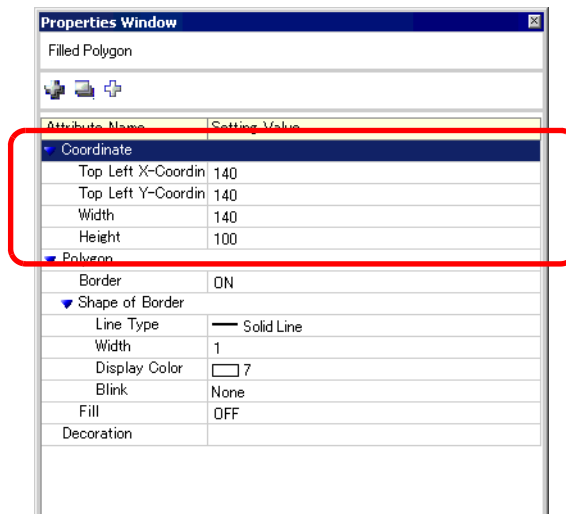 Properties Window
Filled Polygon
Attribute Name Setting Value
Coordinate
Top Left X-Coordin 140
Top Left Y-Coordin 140
Width 140
Height 100
Polygon
Border ON
Shape of Border
Line Type Solid Line
Width 1
Display Color 7
Blink None
Fill OFF
Decoration